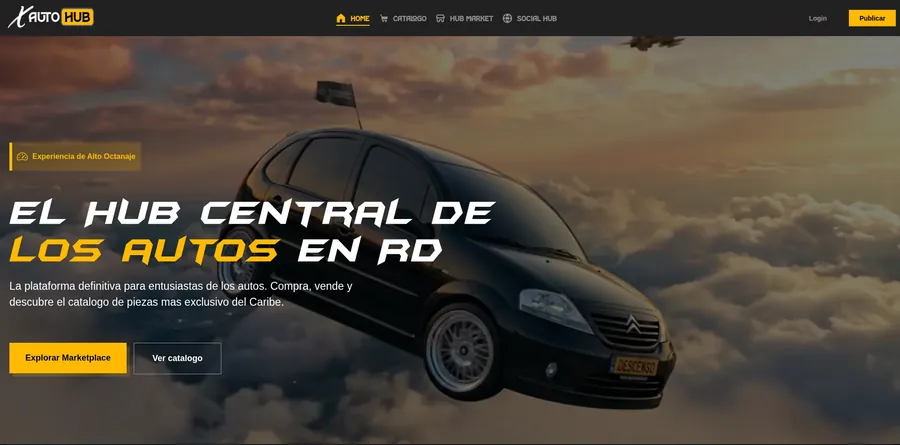 XAUTO HUB
HOME
CATALOGO
HUB MARKET
SOCIAL HUB
Login
Publicar
Experiencia de Alto Octanaje
EL HUB CENTRAL DE
LOS AUTOS EN RD
La plataforma definitiva para entusiastas de los autos. Compra, vende y
descubre el catalogo de piezas mas exclusivo del Caribe.
Explorar Marketplace
Ver catalogo
DESCENSO